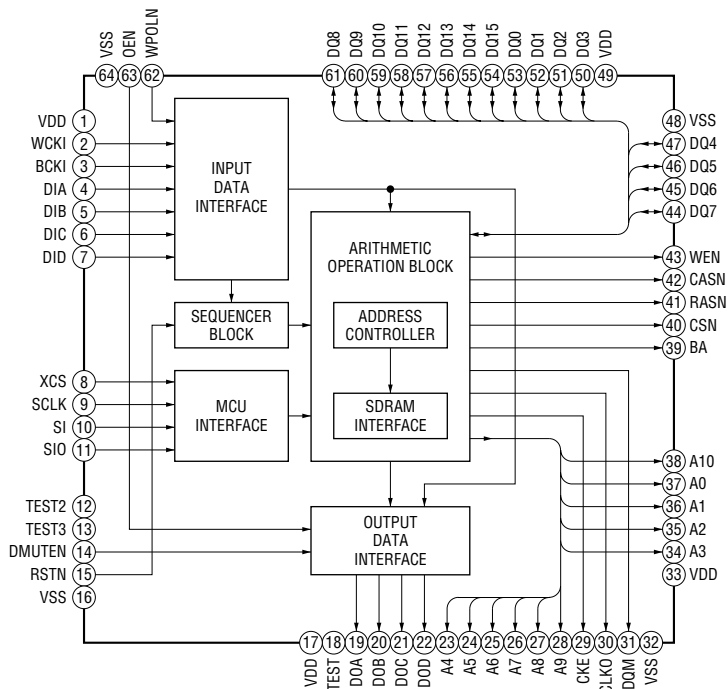 VSS
OEN
WPOLN
DQ8
DQ9
DQ10
DQ11
DQ12
DQ13
DQ14
DQ15
DQ0
DQ1
DQ2
DQ3
VDD
64 63 62
61 60 59 58 57 56 55 54 53 52 51 50 49
VDD 1
WCKI 2
BCKI 3
DIA 4
DIB 5
DIC 6
DID 7
XCS 8
SCLK 9
SI 10
SIO 11
TEST2 12
TEST3 13
DMUTEN 14
RSTN 15
VSS 16
INPUT
DATA
INTERFACE
SEQUENCER
BLOCK
MCU
INTERFACE
ARITHMETIC
OPERATION BLOCK
ADDRESS
CONTROLLER
SDRAM
INTERFACE
OUTPUT
DATA
INTERFACE
48 VSS
47 DQ4
46 DQ5
45 DQ6
44 DQ7
43 WEN
42 CASN
41 RASN
40 CSN
39 BA
38 A10
37 A0
36 A1
35 A2
34 A3
33 VDD
17 18 19 20 21 22 23 24 25 26 27 28 29 30 31 32
VDD
TEST
DOA
DOB
DOC
DOD
A4
A5
A6
A7
A8
A9
CKE
CLKO
DQM
VSS